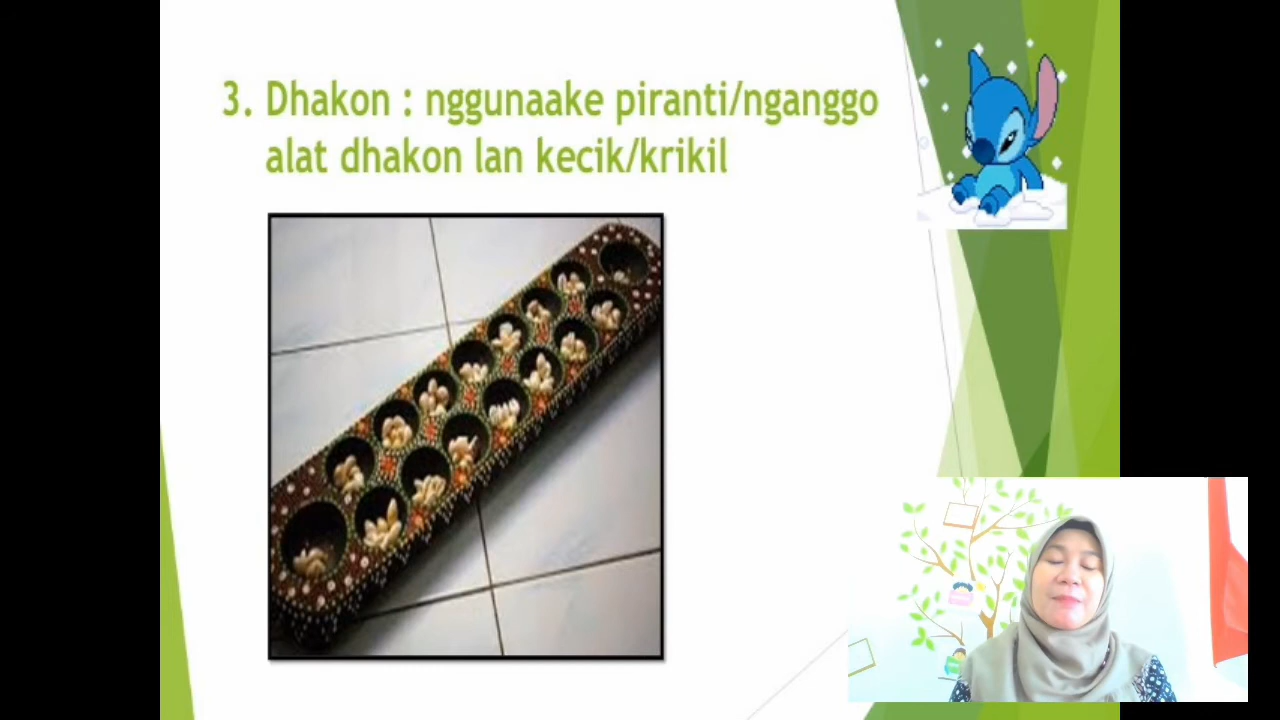 3. Dhakon : nggunaake piranti/nganggo
alat dhakon lan kecik/krikil